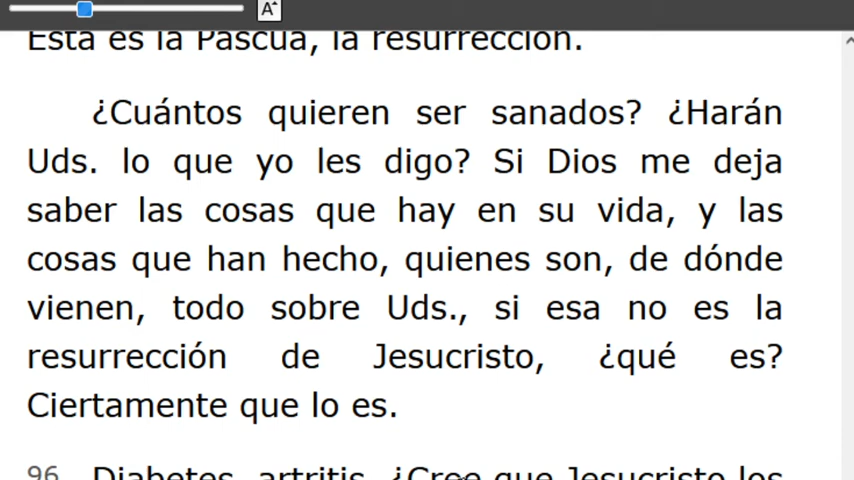 A
Esta es la Pascua, la resurrección.
¿Cuántos quieren ser sanados? ¿Harán
Uds. lo que yo les digo? Si Dios me deja
saber las cosas que hay en su vida, y las
cosas que han hecho, quienes son, de dónde
vienen, todo sobre Uds., si esa no es la
resurrección de Jesucristo, ¿qué es?
Ciertamente que lo es.
96 Diabetes, artritis. ¿Cree que Jesucristo los